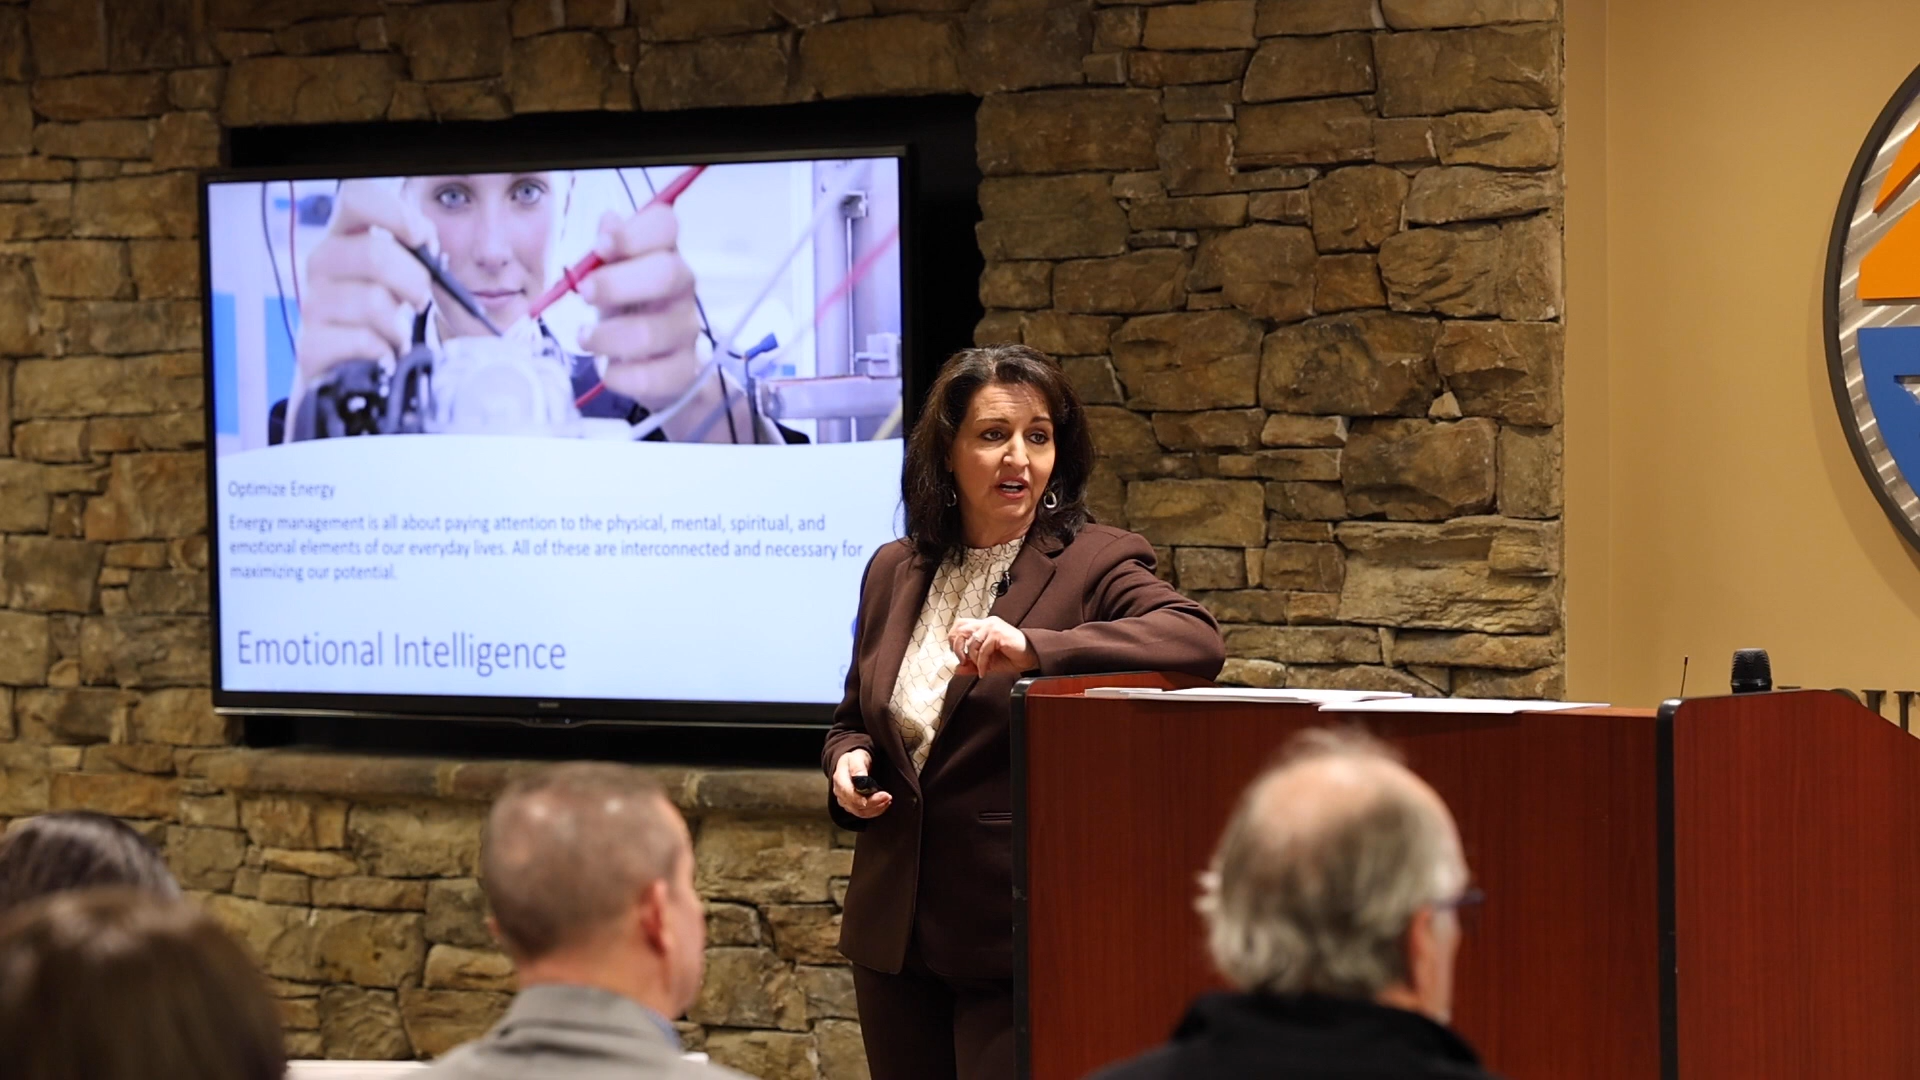 Optimize Energy
Energy management is all about paying attention to the physical, mental, spiritual, and
emotional elements of our everyday lives. All of these are interconnected and necessary for
maximizing our potential.
Emotional Intelligence